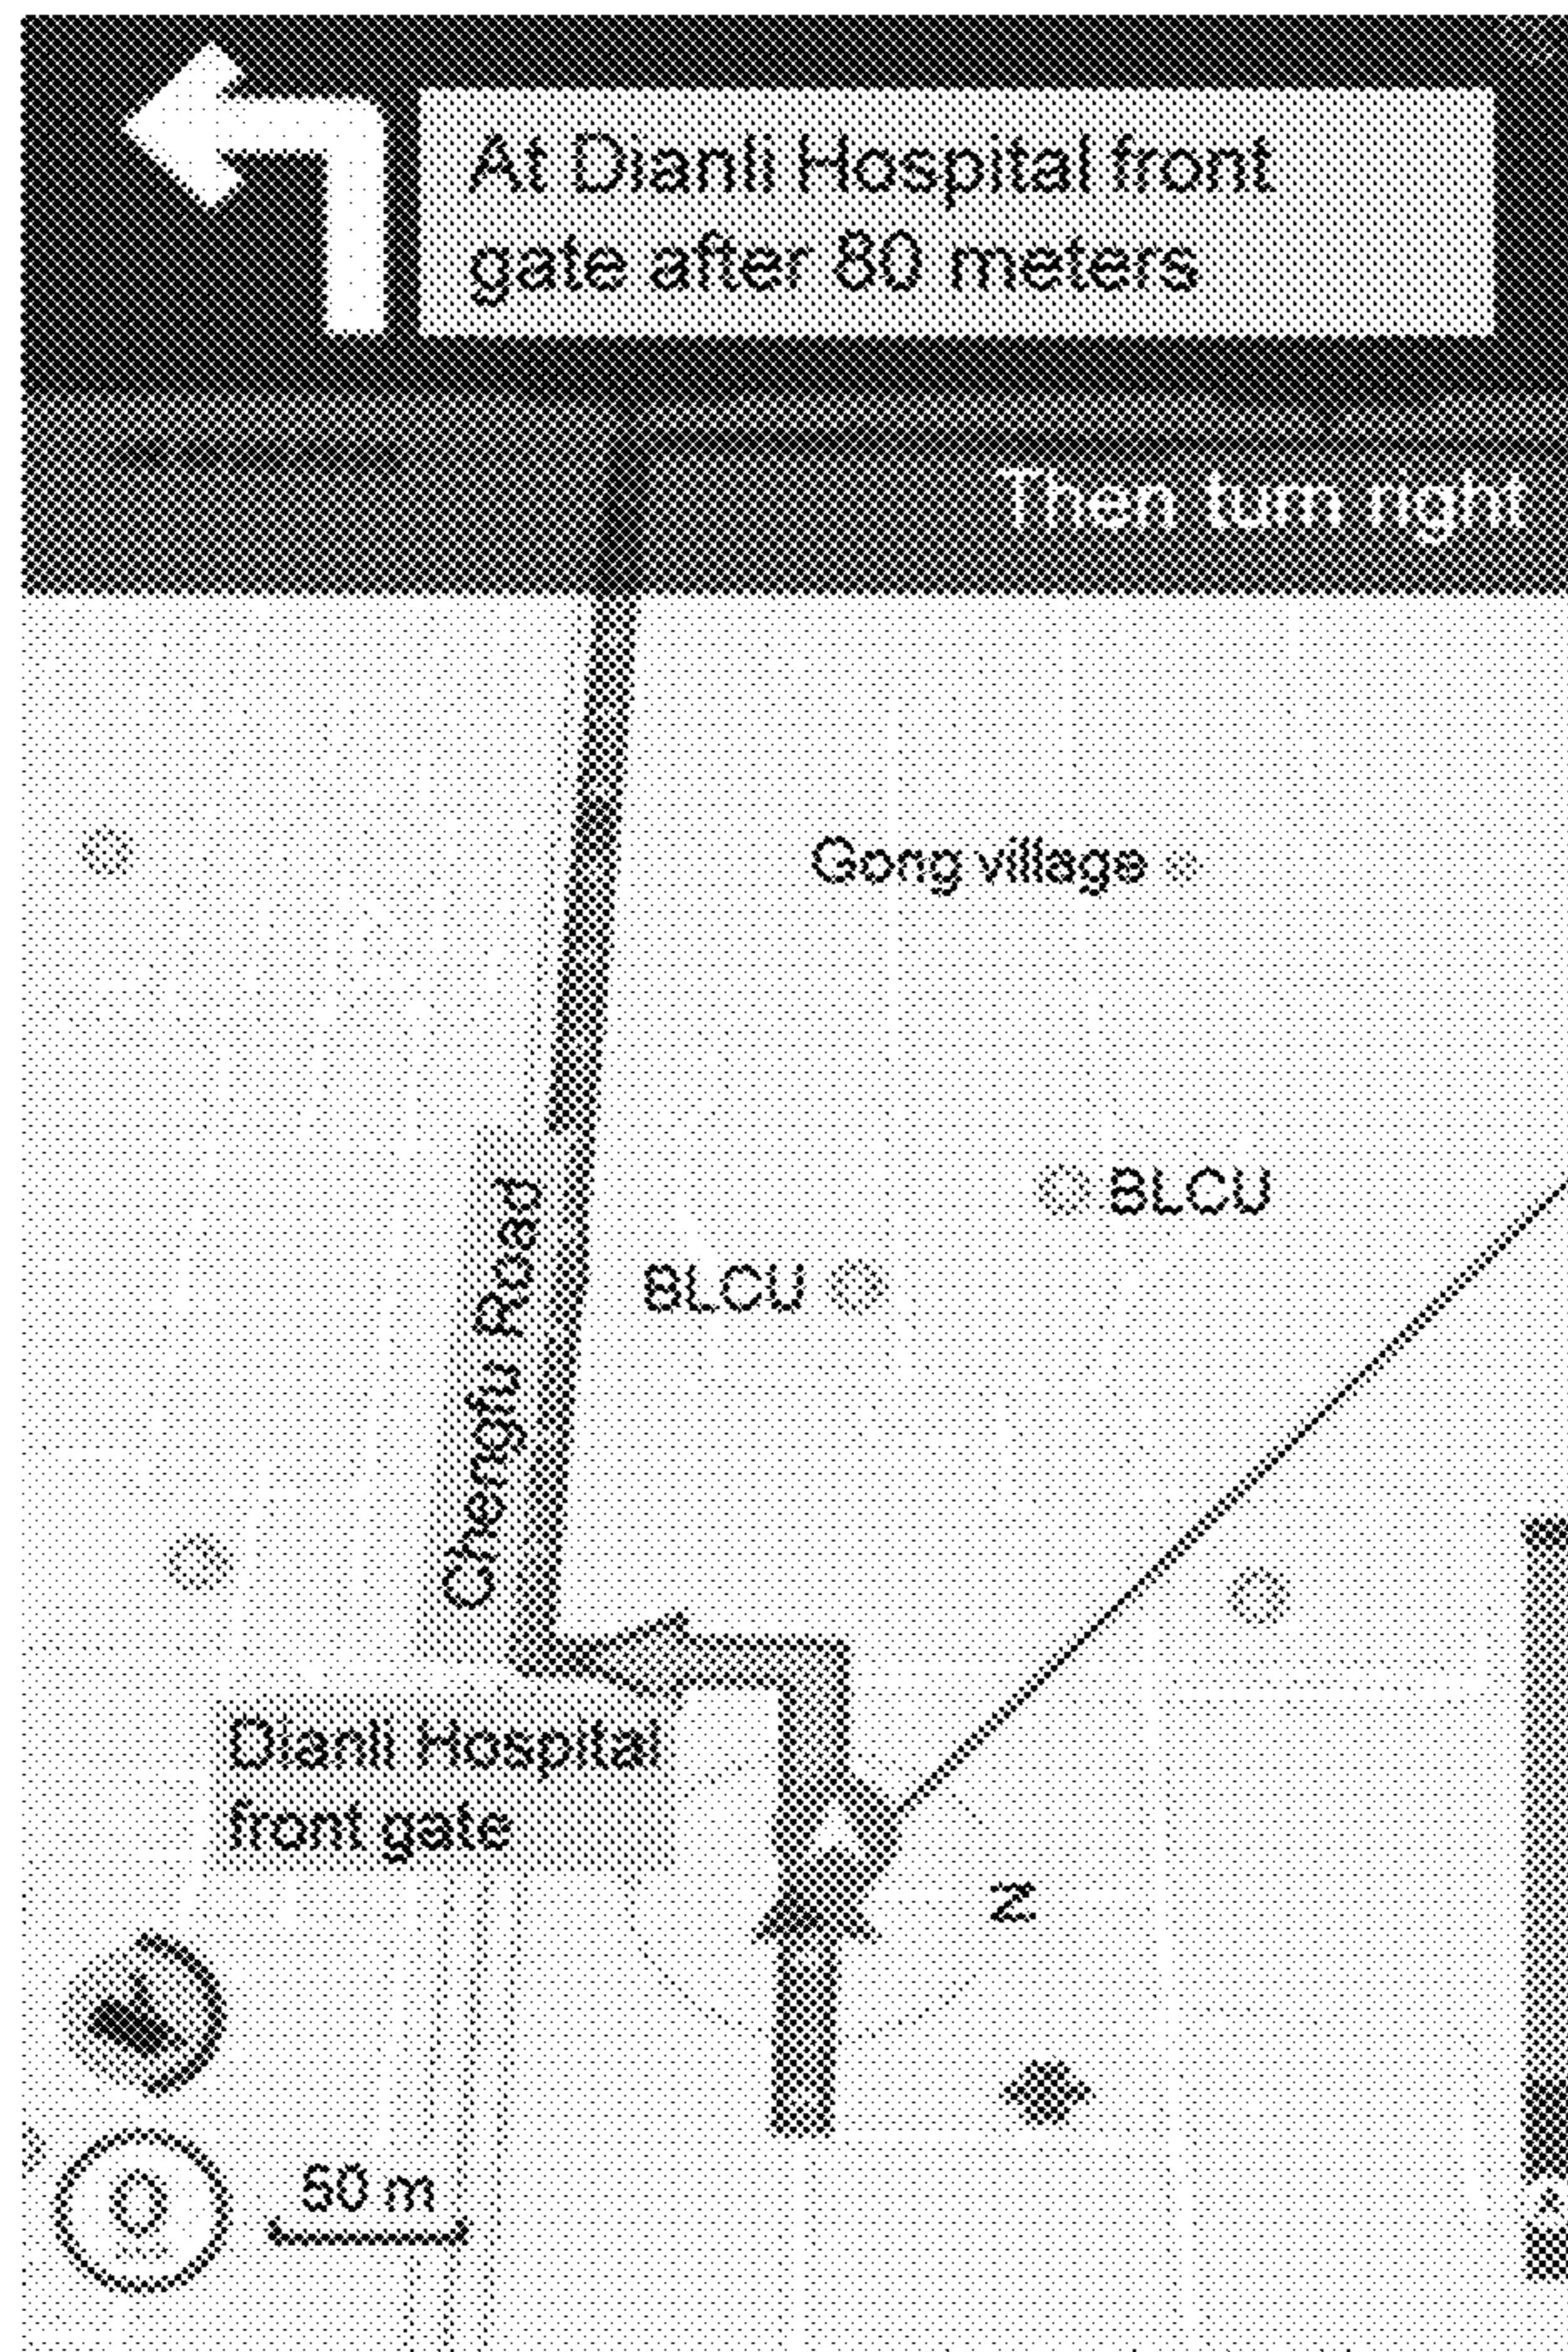 At Dianli Hospital front
gate after 80 meters
Then turn right
Gong village
BLCU
BLCU
Chengfu Road
Dianli Hospital
front gate
N
50 m